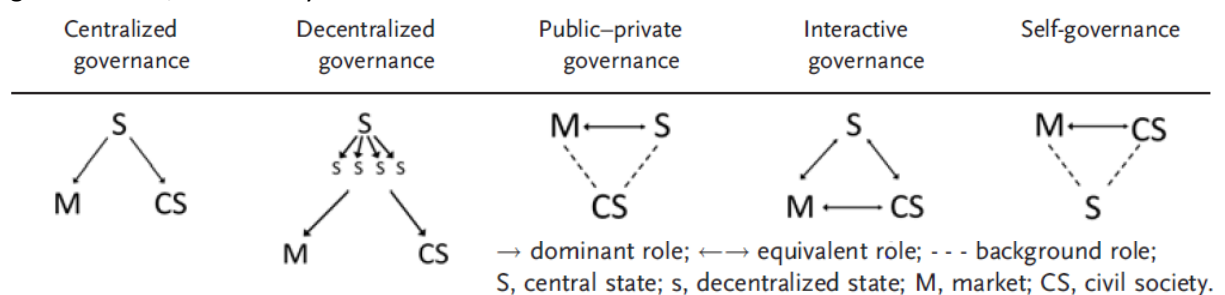 Centralized governance
Decentralized governance
Public–private governance
Interactive governance
Self-governance
S
M CS
S
s s s s
M CS
M S
CS
S
M CS
M CS
S
→ dominant role; ←→ equivalent role; - - - background role;
S, central state; s, decentralized state; M, market; CS, civil society.